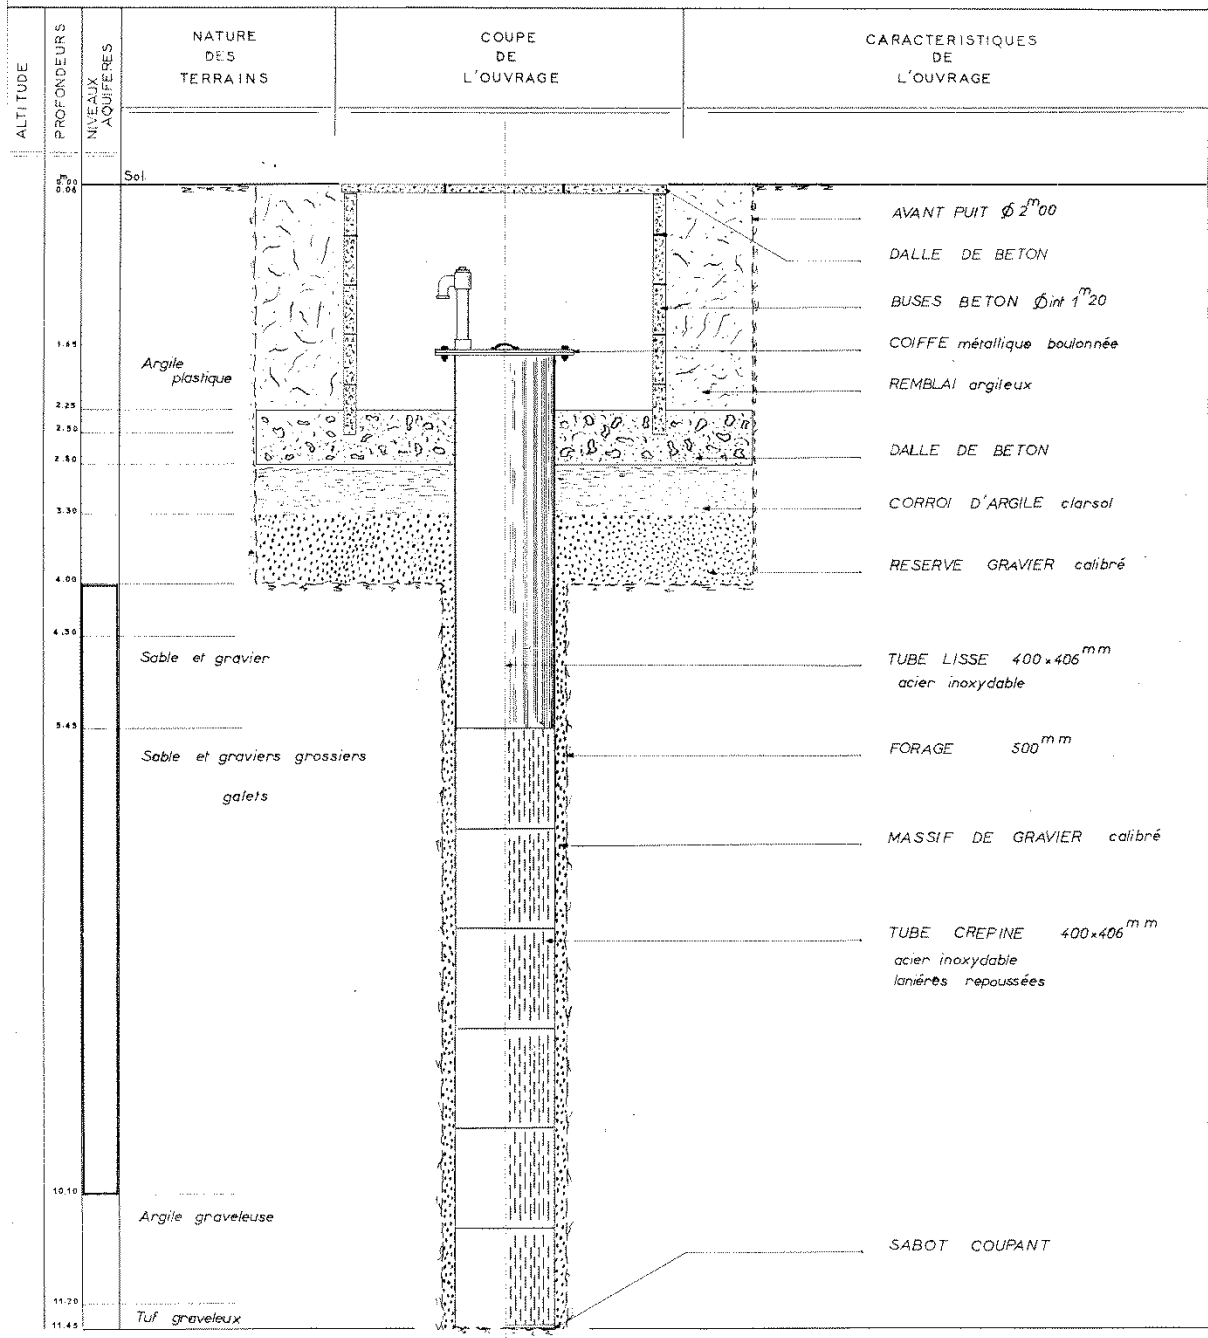 ALTITUDE
PROFONDEURS
NIVEAUX
AQUIFERES
NATURE
DES
TERRAINS
COUPE
DE
L'OUVRAGE
CARACTERISTIQUES
DE
L'OUVRAGE
m
0.00
0.06
Sol
AVANT PUIT Ø 2m00
DALLE DE BETON
BUSES BETON Øint 1m20
COIFFE métallique boulonnée
Argile
plastique
REMBLAI argileux
2.25
2.50
DALLE DE BETON
3.30
CORROI D'ARGILE clarsol
RESERVE GRAVIER calibré
4.00
4.30
Sable et gravier
TUBE LISSE 400×406mm
acier inoxydable
5.45
Sable et graviers grossiers
galets
FORAGE 500mm
MASSIF DE GRAVIER calibré
TUBE CREPINE 400×406mm
acier inoxydable
lanières repoussées
10.10
Argile graveleuse
SABOT COUPANT
11.20
Tuf graveleux
11.45